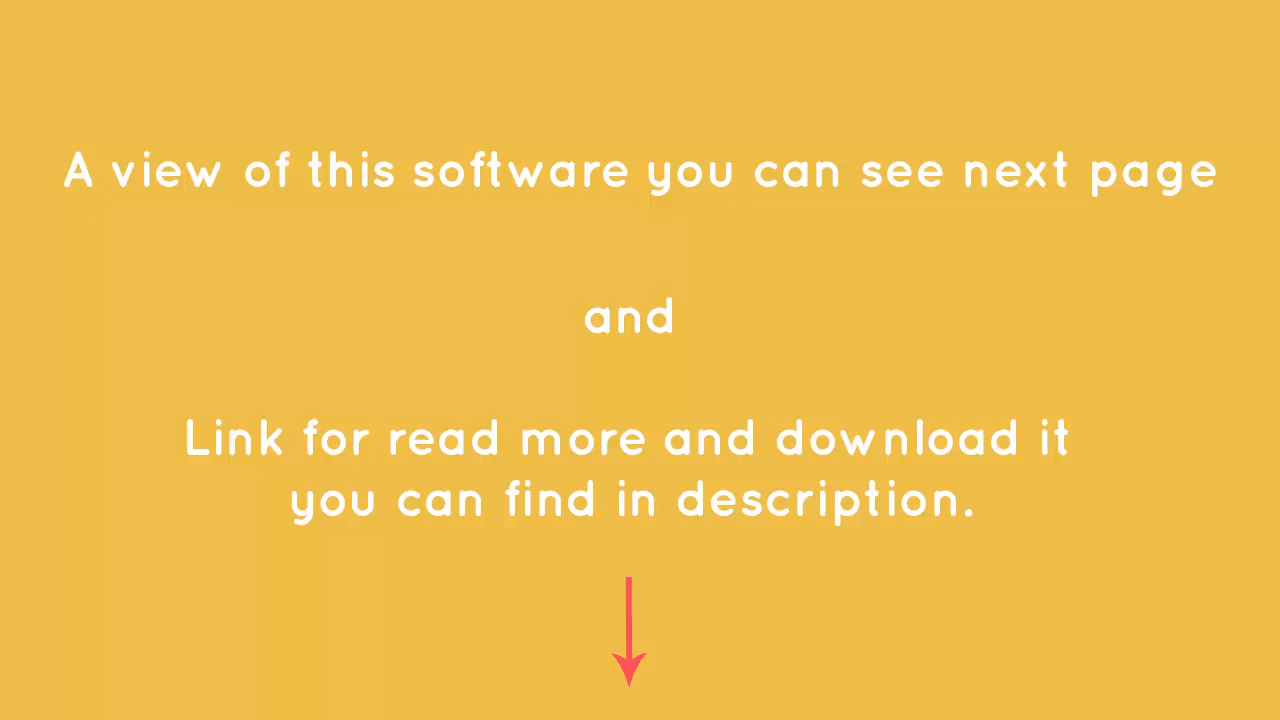 A view of this software you can see next page
and
Link for read more and download it
you can find in description.